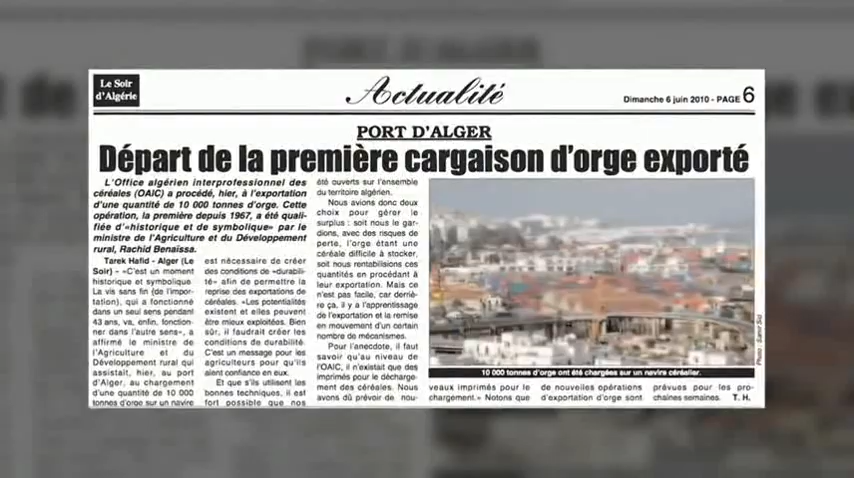 PORT D'ALGER
Le Soir
d'Algérie
Actualité
Dimanche 6 juin 2010 - PAGE 6
PORT D'ALGER
Départ de la première cargaison d'orge exporté
L'Office algérien interprofessionnel des
céréales (OAIC) a procédé, hier, à l'exportation
d'une quantité de 10 000 tonnes d'orge. Cette
opération, la première depuis 1967, a été quali-
fiée d'«historique et de symbolique» par le
ministre de l'Agriculture et du Développement
rural, Rachid Benaïssa.
Tarek Hafid - Alger (Le
Soir) - «C'est un moment
historique et symbolique.
La vis sans fin (de l'impor-
tation), qui a fonctionné
dans un seul sens pendant
43 ans, va, enfin, fonction-
ner dans l'autre sens», a
affirmé le ministre de
l'Agriculture et du
Développement rural qui
assistait, hier, au port
d'Alger, au chargement
d'une quantité de 10 000
tonnes d'orge sur un navire
est nécessaire de créer
des conditions de «durabi-
lité» afin de permettre la
reprise des exportations de
céréales. «Les potentialités
existent et elles peuvent
être mieux exploitées. Bien
sûr, il faudrait créer les
conditions de durabilité.
C'est un message pour les
agriculteurs pour qu'ils
aient confiance en eux.
Et que s'ils utilisent les
bonnes techniques, il est
fort possible que nos
été ouverts sur l'ensemble
du territoire algérien.
Nous avions donc deux
choix pour gérer le
surplus : soit nous le gar-
dions, avec des risques de
perte, l'orge étant une
céréale difficile à stocker,
soit nous rentabilisions ces
quantités en procédant à
leur exportation. Mais ce
n'est pas facile, car derriè-
re ça, il y a l'apprentissage
de l'exportation et la remise
en mouvement d'un certain
nombre de mécanismes.
Pour l'anecdote, il faut
savoir qu'au niveau de
l'OAIC, il n'existait que des
imprimés pour le décharge-
ment des céréales. Nous
avons dû prévoir de nou-
Photo : Samir Sid
10 000 tonnes d'orge ont été chargées sur un navire céréalier.
veaux imprimés pour le
chargement.» Notons que
de nouvelles opérations
d'exportation d'orge sont
prévues pour les pro-
chaines semaines. T. H.